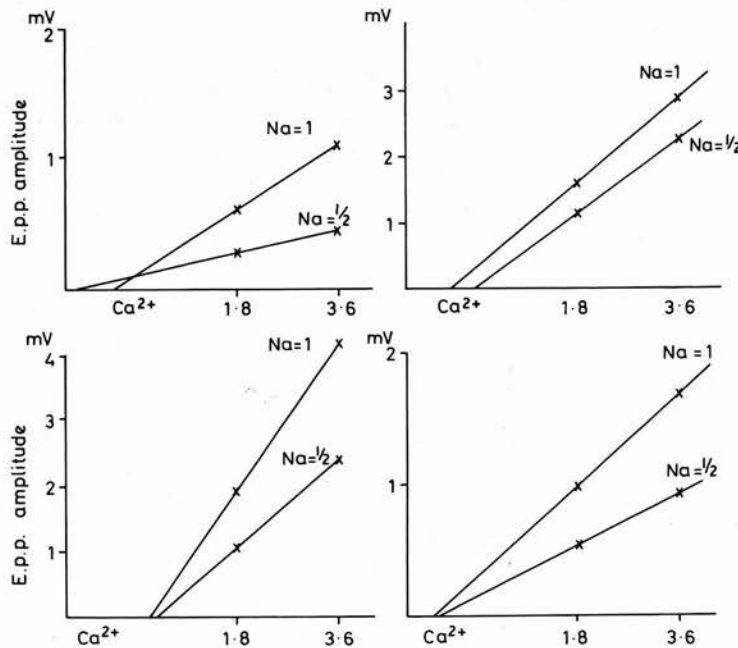 mV
2
1
E.p.p. amplitude
Na=1
Na=1/2
Ca2+
1·8
3·6
mV
3
2
1
Na=1
Na=1/2
Ca2+
1·8
3·6
mV
4
3
2
1
E.p.p. amplitude
Na=1
Na=1/2
Ca2+
1·8
3·6
mV
2
1
Na=1
Na=1/2
Ca2+
1·8
3·6